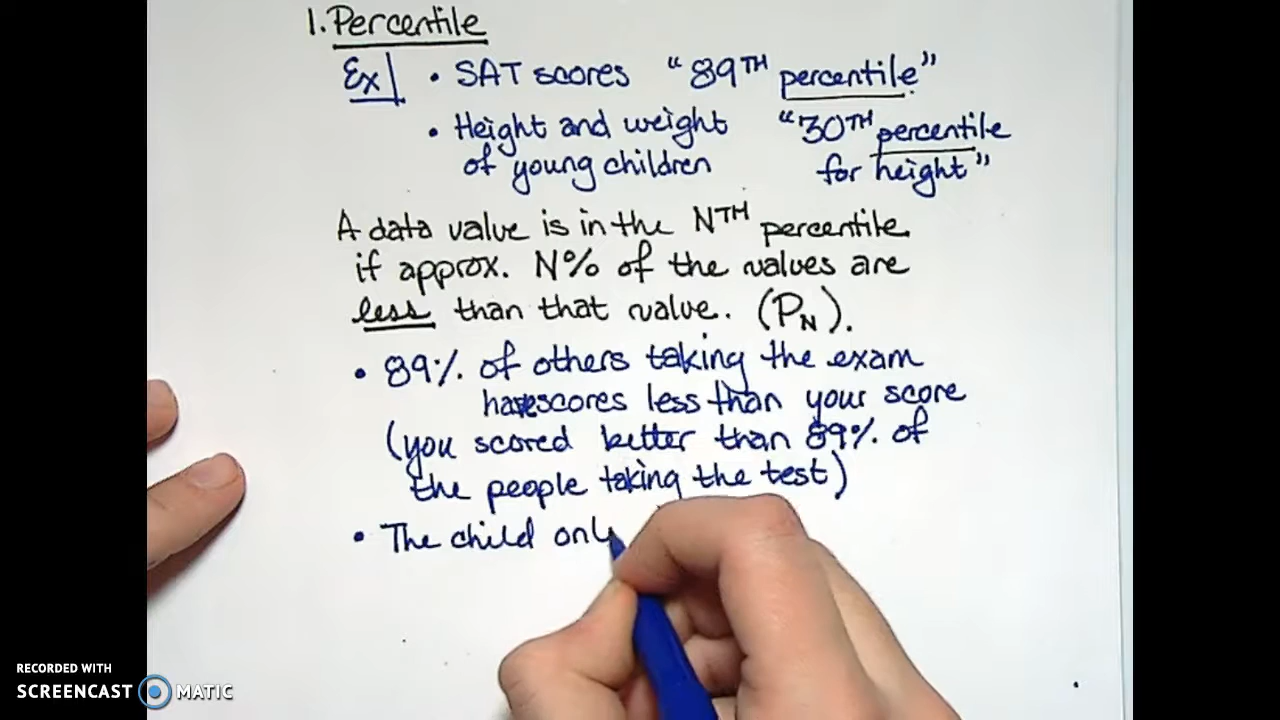 1. Percentile
Ex • SAT scores "89TH percentile"
• Height and weight "30TH percentile
of young children for height"
A data value is in the NTH percentile
if approx. N% of the values are
less than that value. (PN).
• 89% of others taking the exam
have scores less than your score
(you scored better than 89% of
the people taking the test)
• The child only
RECORDED WITH
SCREENCAST MATIC